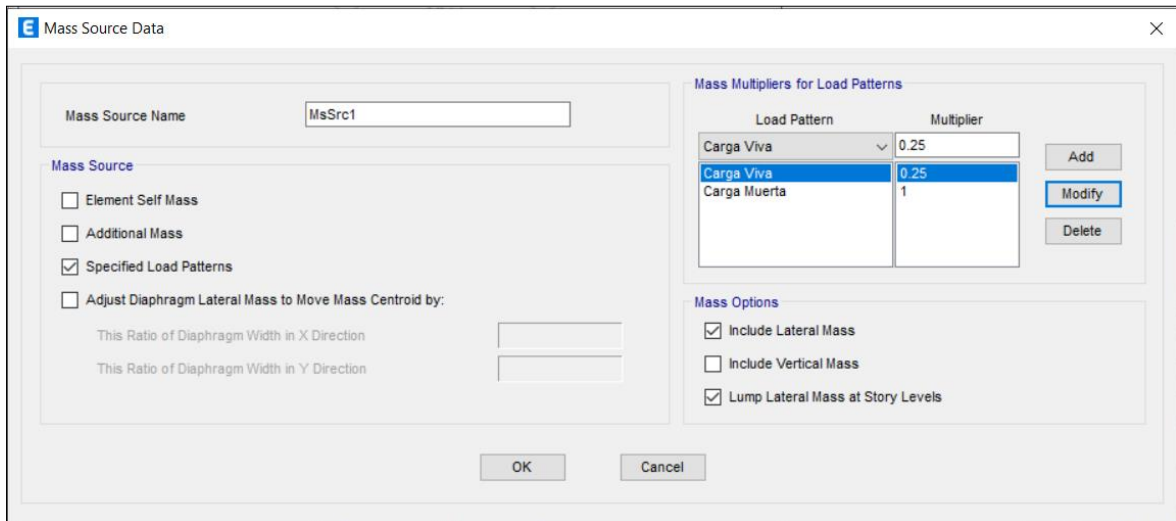 E Mass Source Data
Mass Source Name MsSrc1
Mass Source
Element Self Mass
Additional Mass
Specified Load Patterns
Adjust Diaphragm Lateral Mass to Move Mass Centroid by:
This Ratio of Diaphragm Width in X Direction
This Ratio of Diaphragm Width in Y Direction
Mass Multipliers for Load Patterns
Load Pattern Multiplier
Carga Viva 0.25
Carga Viva 0.25
Carga Muerta 1
Add
Modify
Delete
Mass Options
Include Lateral Mass
Include Vertical Mass
Lump Lateral Mass at Story Levels
OK Cancel